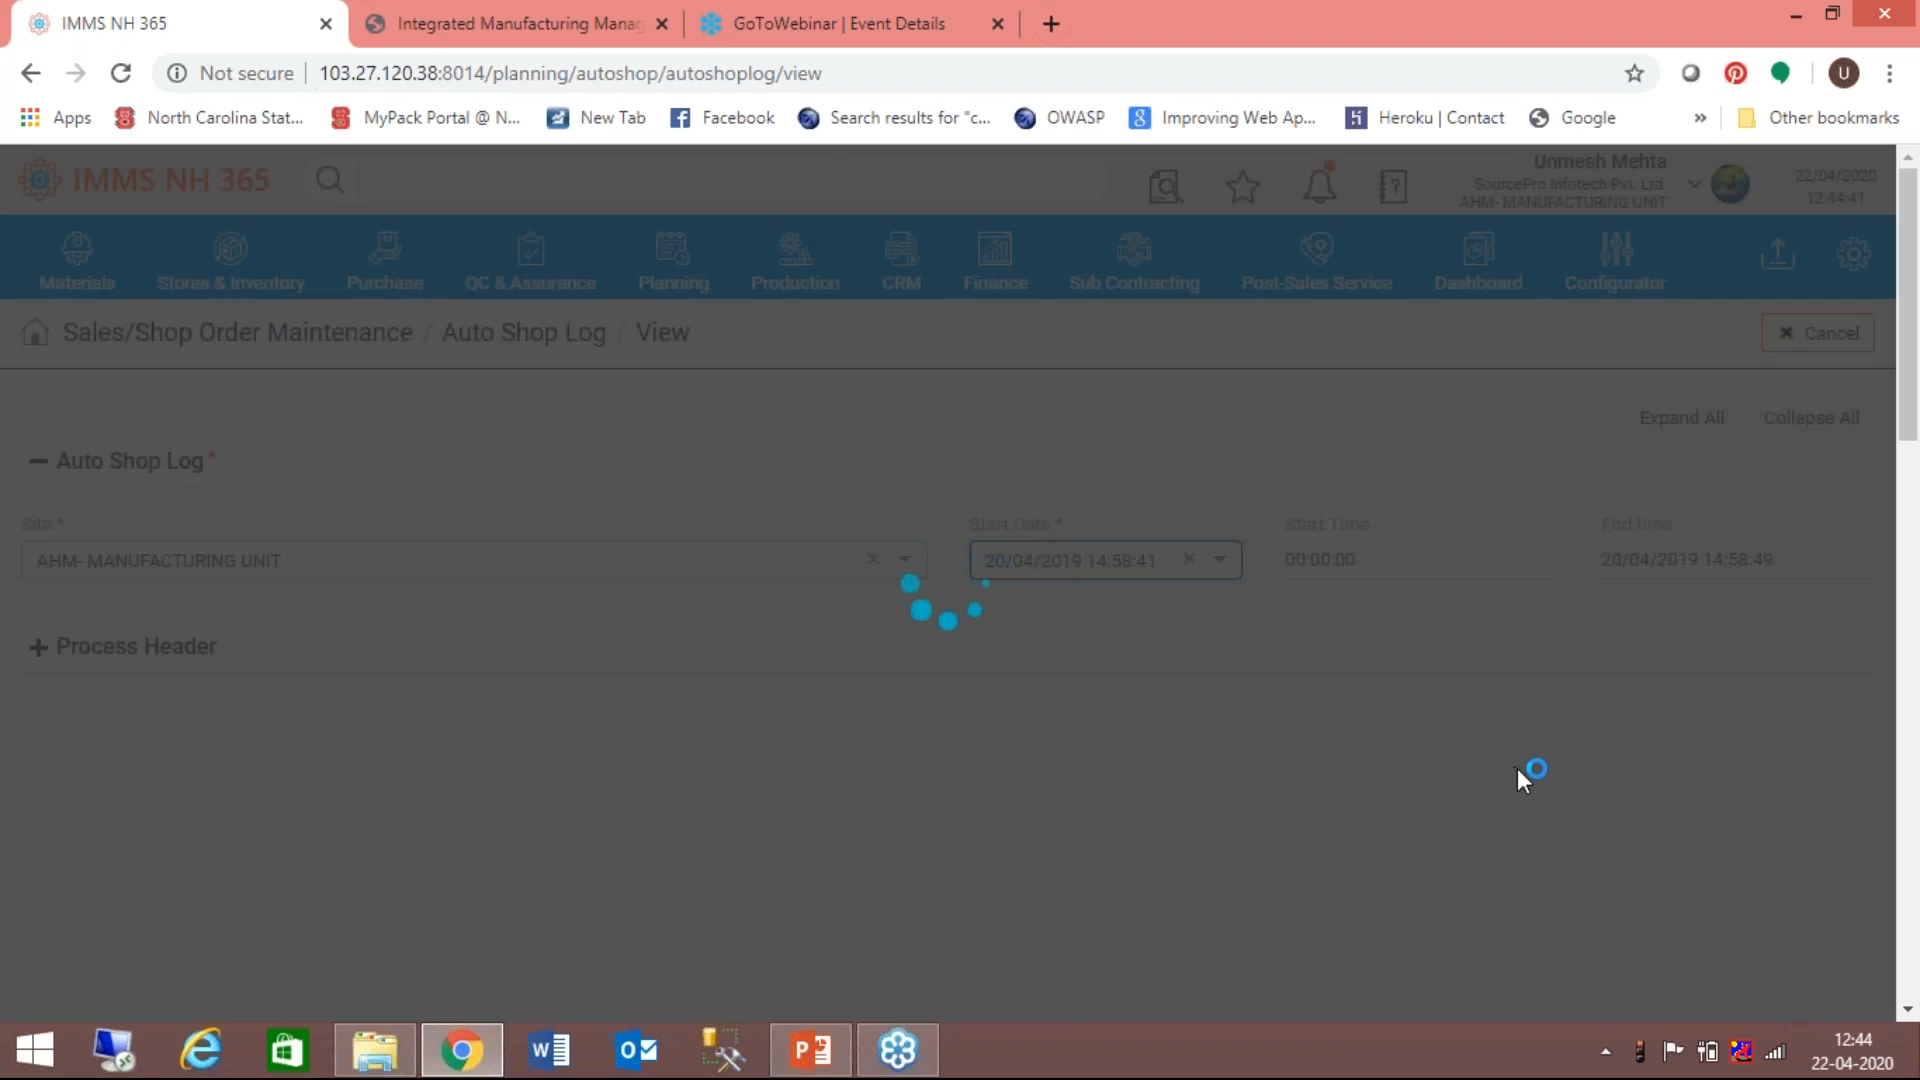 IMMS NH 365
Integrated Manufacturing Manag
GoToWebinar | Event Details
Not secure
103.27.120.38:8014/planning/autoshop/autoshoplog/view
U
Apps
North Carolina Stat...
MyPack Portal @ N...
New Tab
Facebook
Search results for "c...
OWASP
Improving Web Ap...
Heroku | Contact
Google
»
Other bookmarks
IMMS NH 365
Unmesh Mehta
SourcePro Infotech Pvt. Ltd.
AHM- MANUFACTURING UNIT
22/04/2020
12:44:41
Materials
Stores & Inventory
Purchase
QC & Assurance
Planning
Production
CRM
Finance
Sub Contracting
Post-Sales Service
Dashboard
Configurator
Sales/Shop Order Maintenance / Auto Shop Log / View
Cancel
Expand All
Collapse All
Auto Shop Log *
Site *
Start Date *
Start Time
End time
AHM- MANUFACTURING UNIT
20/04/2019 14:58:41
00:00:00
20/04/2019 14:58:49
Process Header
12:44
22-04-2020